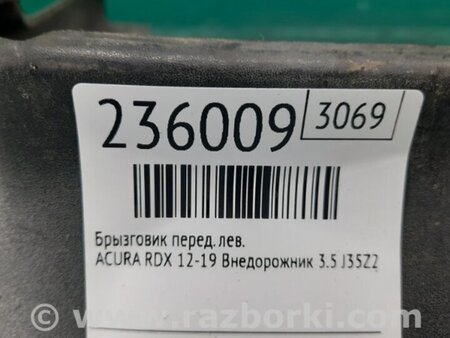 236009 3069
Брызговик перед. лев.
ACURA RDX 12-19 Внедорожник 3.5 J35Z2
www.razborki.com